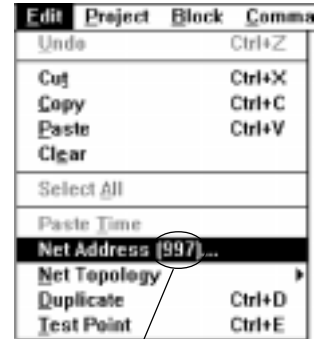 Edit Project Block Comma
Undo Ctrl+Z
Cut Ctrl+X
Copy Ctrl+C
Paste Ctrl+V
Clear
Select All
Paste Time
Net Address (997)...
Net Topology
Duplicate Ctrl+D
Test Point Ctrl+E